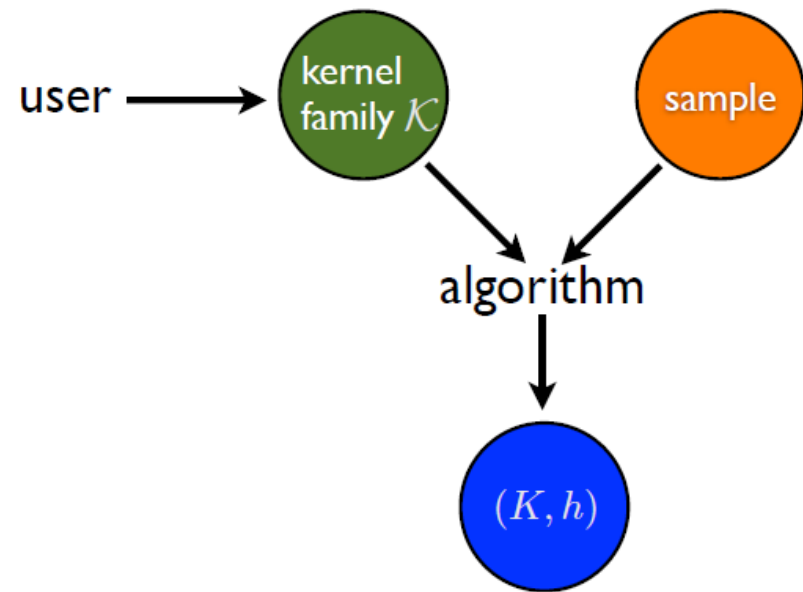 user
kernel
family 𝒦
sample
algorithm
(K, h)